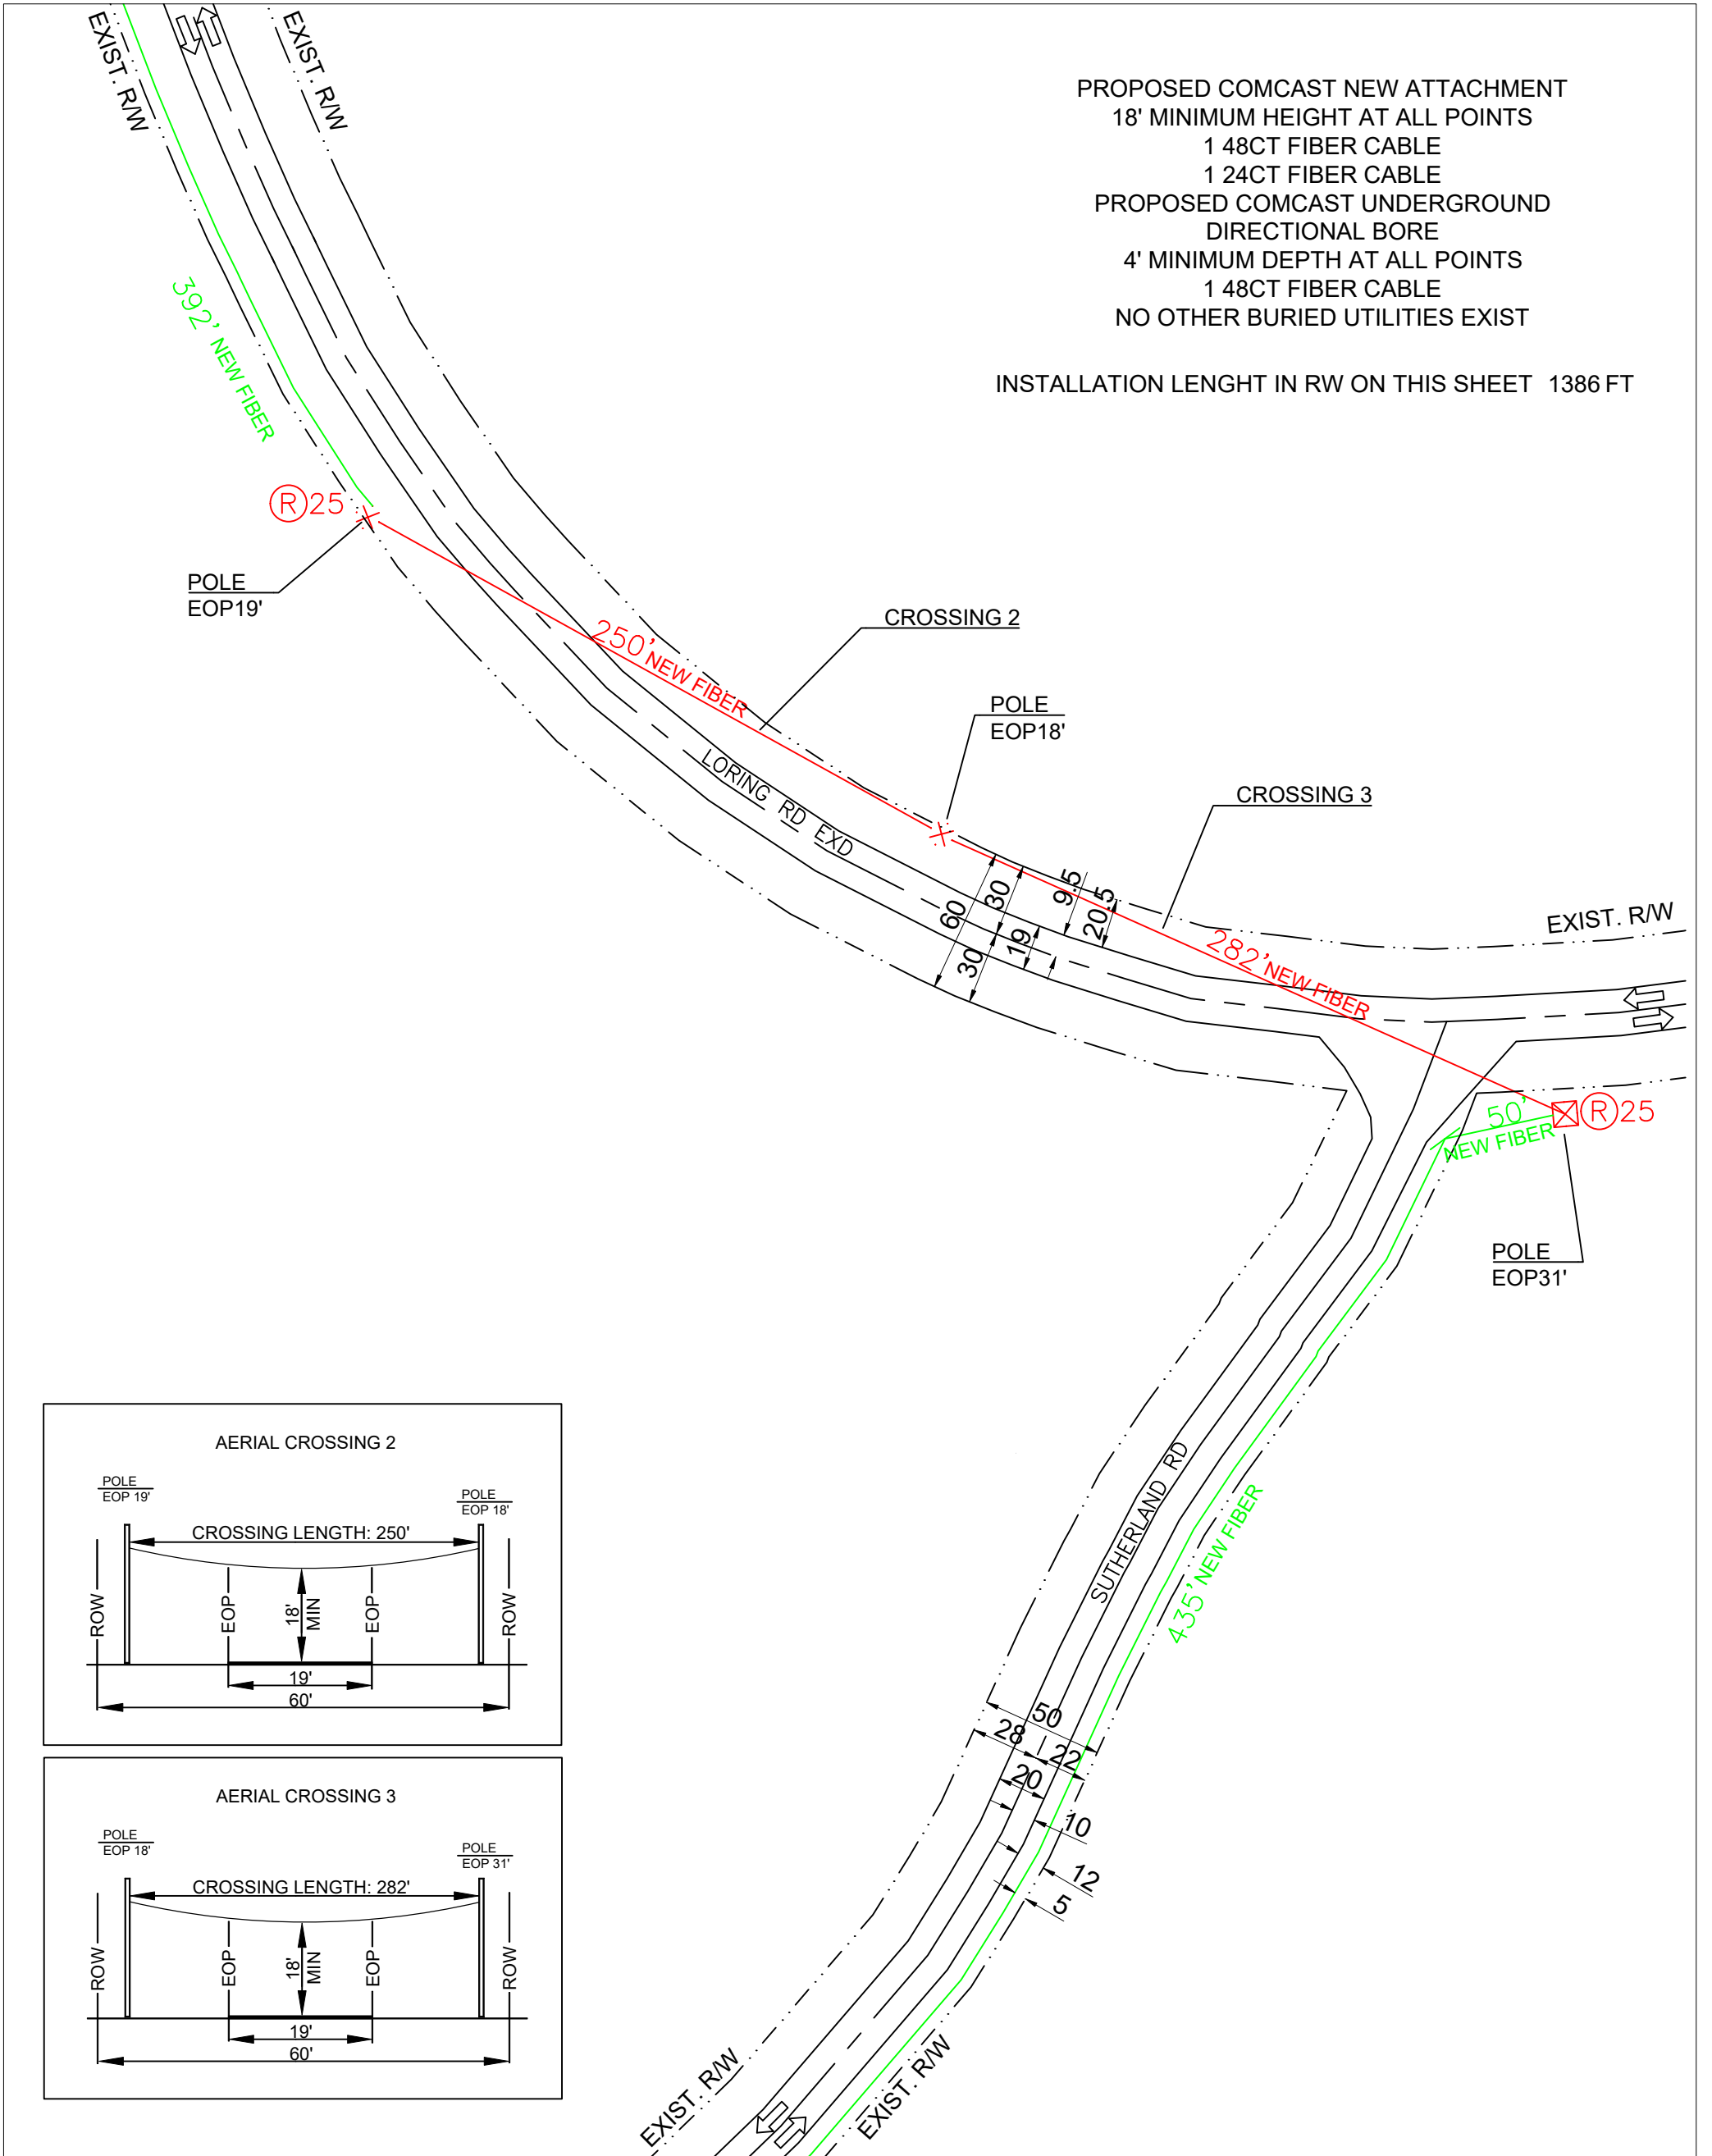 EXIST. R/W
EXIST. R/W
PROPOSED COMCAST NEW ATTACHMENT
18' MINIMUM HEIGHT AT ALL POINTS
1 48CT FIBER CABLE
1 24CT FIBER CABLE
PROPOSED COMCAST UNDERGROUND
DIRECTIONAL BORE
4' MINIMUM DEPTH AT ALL POINTS
1 48CT FIBER CABLE
NO OTHER BURIED UTILITIES EXIST
INSTALLATION LENGHT IN RW ON THIS SHEET 1386 FT
392' NEW FIBER
R 25
POLE
EOP19'
250' NEW FIBER
CROSSING 2
POLE
EOP18'
CROSSING 3
LORING RD EXD
60
30
30
19
9.5
20.5
282' NEW FIBER
EXIST. R/W
50'
NEW FIBER
R 25
POLE
EOP31'
SUTHERLAND RD
435' NEW FIBER
50
28
22
20
10
12
5
EXIST. R/W
EXIST. R/W
AERIAL CROSSING 2
POLE
EOP 19'
POLE
EOP 18'
CROSSING LENGTH: 250'
ROW
EOP
18'
MIN
EOP
ROW
19'
60'
AERIAL CROSSING 3
POLE
EOP 18'
POLE
EOP 31'
CROSSING LENGTH: 282'
ROW
EOP
18'
MIN
EOP
ROW
19'
60'